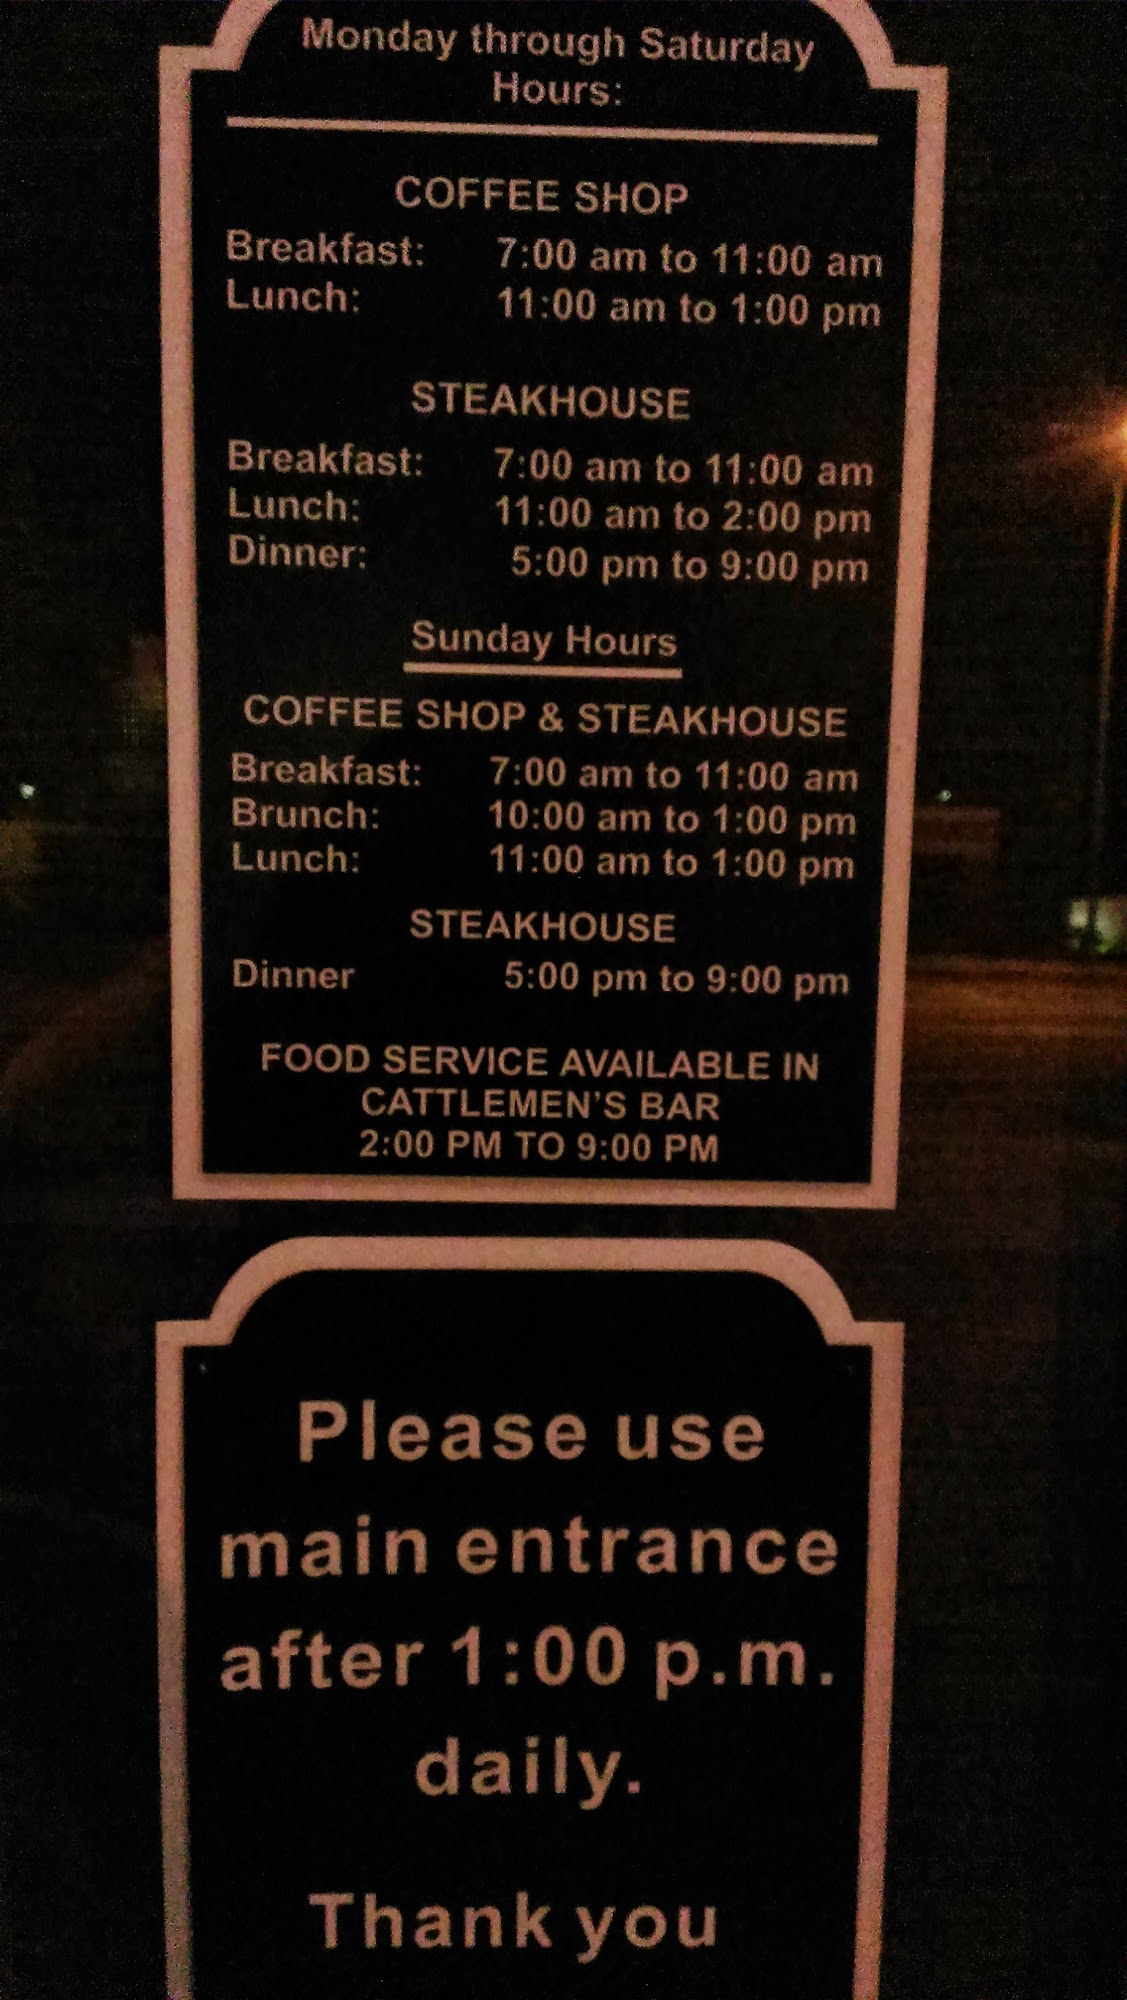 Monday through Saturday
Hours:
COFFEE SHOP
Breakfast: 7:00 am to 11:00 am
Lunch: 11:00 am to 1:00 pm
STEAKHOUSE
Breakfast: 7:00 am to 11:00 am
Lunch: 11:00 am to 2:00 pm
Dinner: 5:00 pm to 9:00 pm
Sunday Hours
COFFEE SHOP & STEAKHOUSE
Breakfast: 7:00 am to 11:00 am
Brunch: 10:00 am to 1:00 pm
Lunch: 11:00 am to 1:00 pm
STEAKHOUSE
Dinner 5:00 pm to 9:00 pm
FOOD SERVICE AVAILABLE IN
CATTLEMEN'S BAR
2:00 PM TO 9:00 PM
Please use
main entrance
after 1:00 p.m.
daily.
Thank you